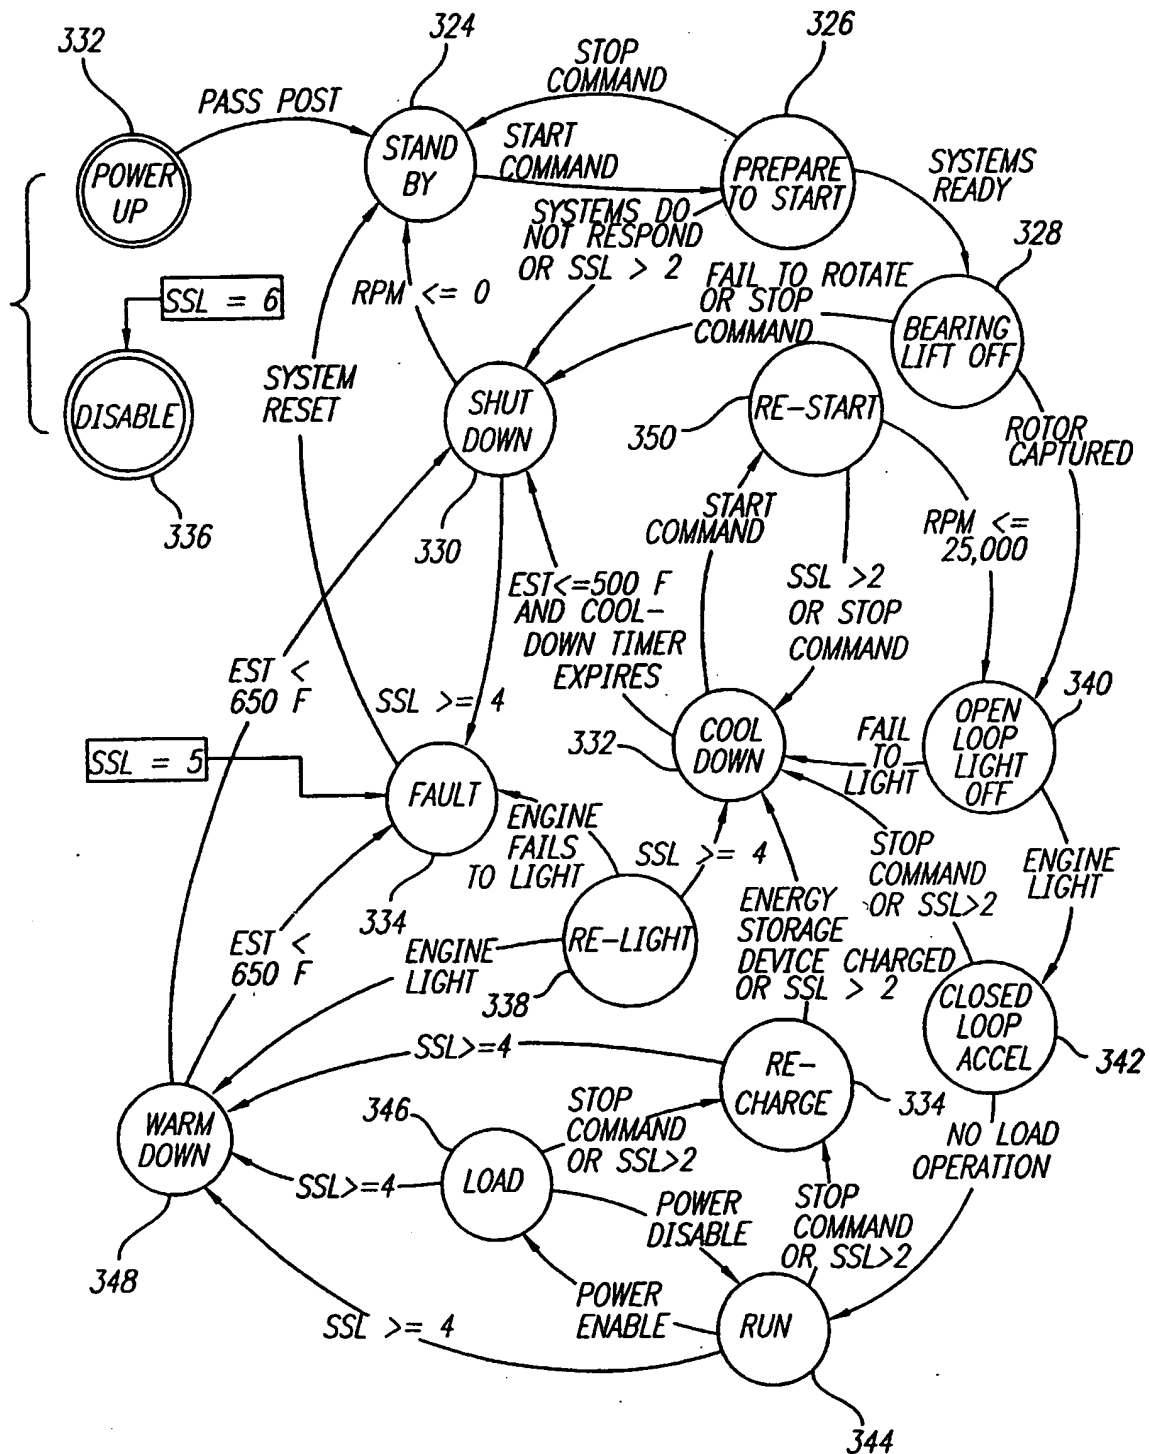 332
324
326
PASS POST
STOP
COMMAND
POWER
UP
STAND
BY
START
COMMAND
PREPARE
TO START
SYSTEMS
READY
SYSTEMS DO
NOT RESPOND
OR SSL > 2
328
SSL = 6
RPM <= 0
FAIL TO ROTATE
OR STOP
COMMAND
BEARING
LIFT OFF
DISABLE
336
SYSTEM
RESET
SHUT
DOWN
330
350
RE-START
ROTOR
CAPTURED
START
COMMAND
RPM <=
25,000
EST<=500 F
AND COOL-
DOWN TIMER
EXPIRES
SSL >2
OR STOP
COMMAND
EST <
650 F
SSL >= 4
332
COOL
DOWN
FAIL
TO
LIGHT
OPEN
LOOP
LIGHT
OFF
340
SSL = 5
FAULT
334
ENGINE
FAILS
TO LIGHT
SSL >= 4
STOP
COMMAND
OR SSL>2
ENGINE
LIGHT
EST <
650 F
ENGINE
LIGHT
RE-LIGHT
338
ENERGY
STORAGE
DEVICE CHARGED
OR SSL > 2
CLOSED
LOOP
ACCEL
342
SSL>=4
RE-
CHARGE
334
WARM
DOWN
348
346
LOAD
STOP
COMMAND
OR SSL>2
NO LOAD
OPERATION
SSL>=4
POWER
DISABLE
STOP
COMMAND
OR SSL>2
POWER
ENABLE
RUN
SSL >= 4
344